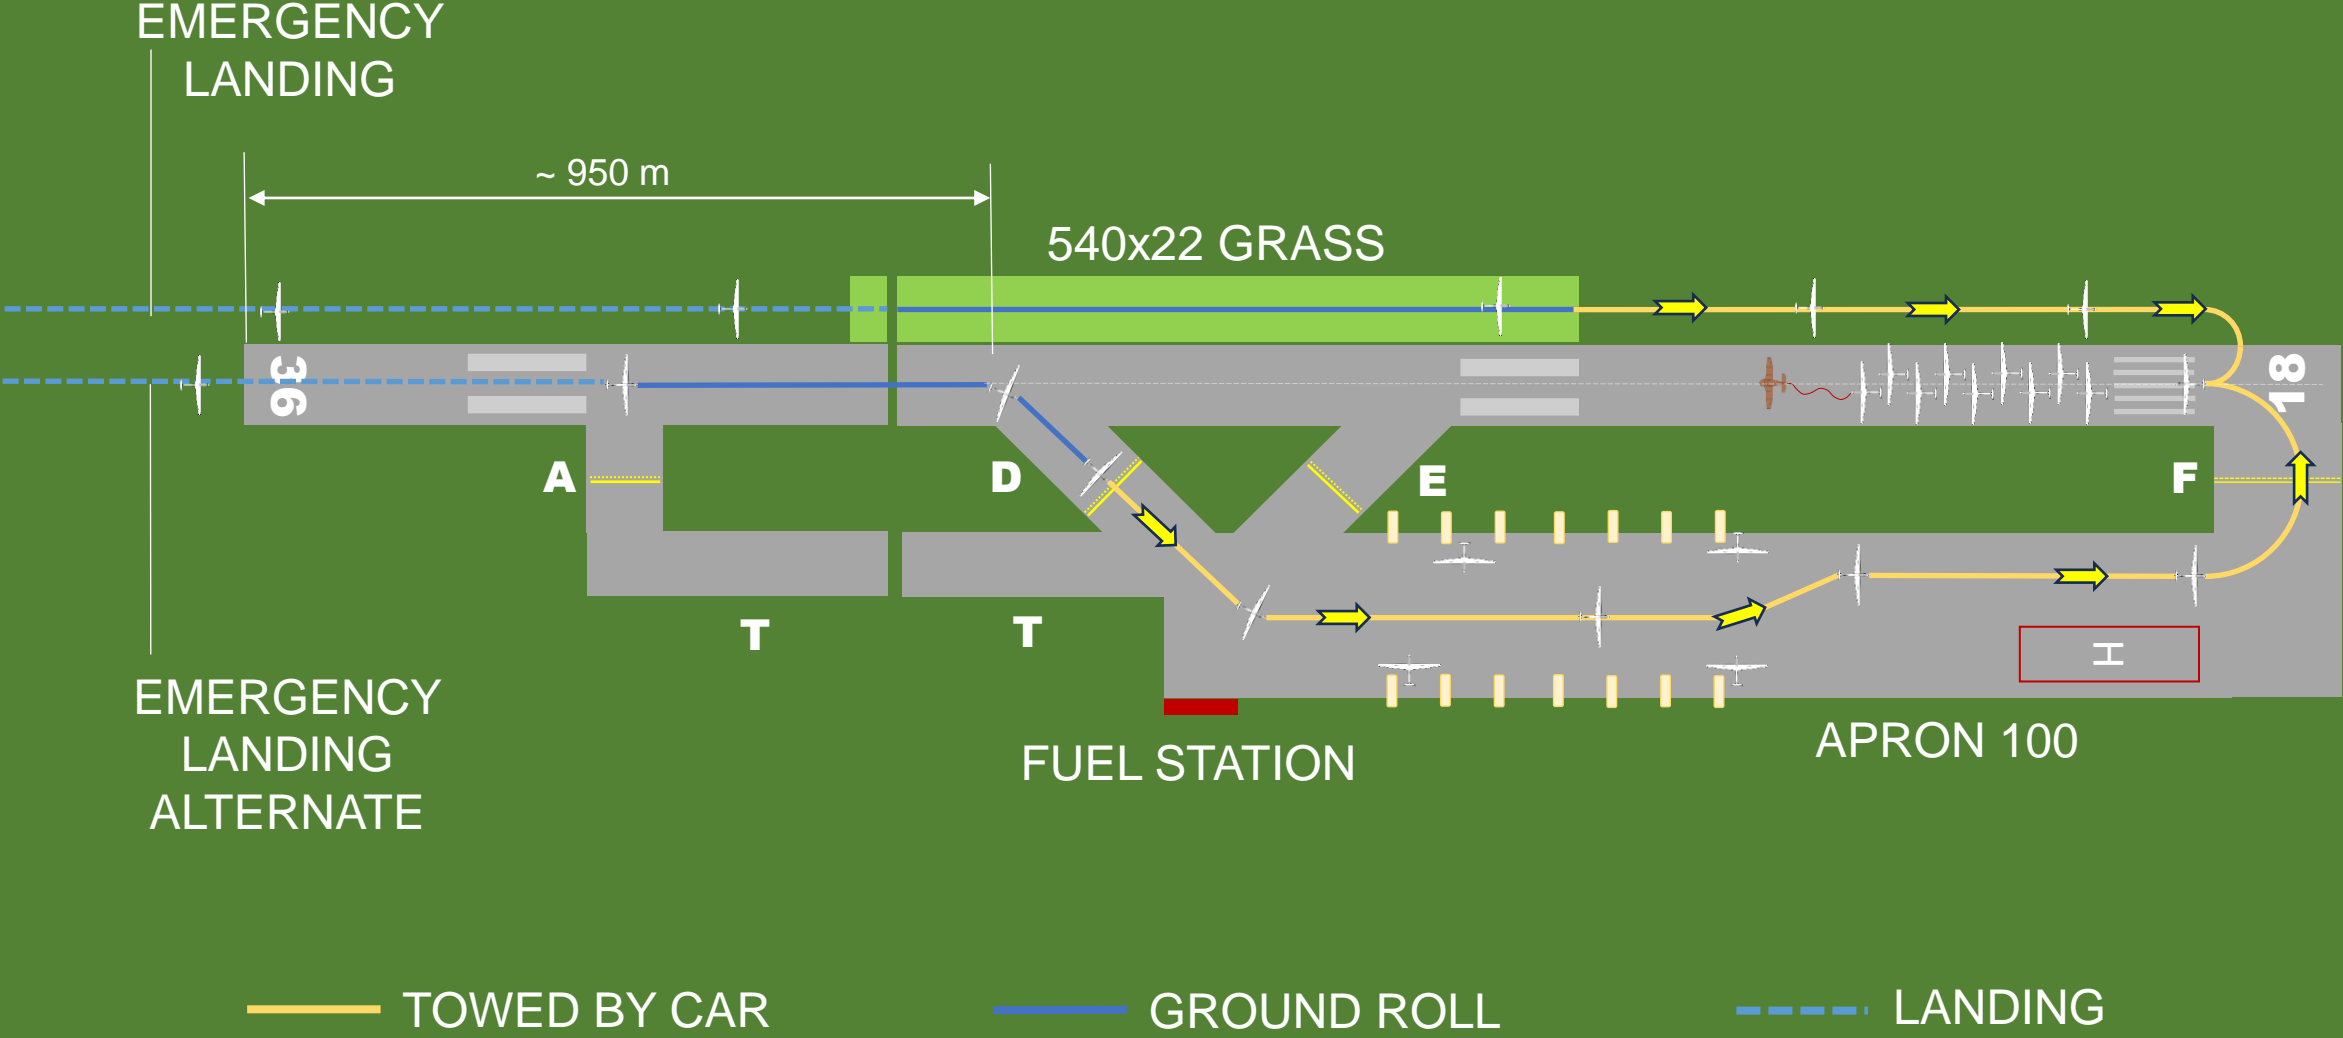 EMERGENCY
LANDING
~ 950 m
540x22 GRASS
36
18
A
D
E
F
T
T
H
EMERGENCY
LANDING
ALTERNATE
FUEL STATION
APRON 100
TOWED BY CAR
GROUND ROLL
LANDING